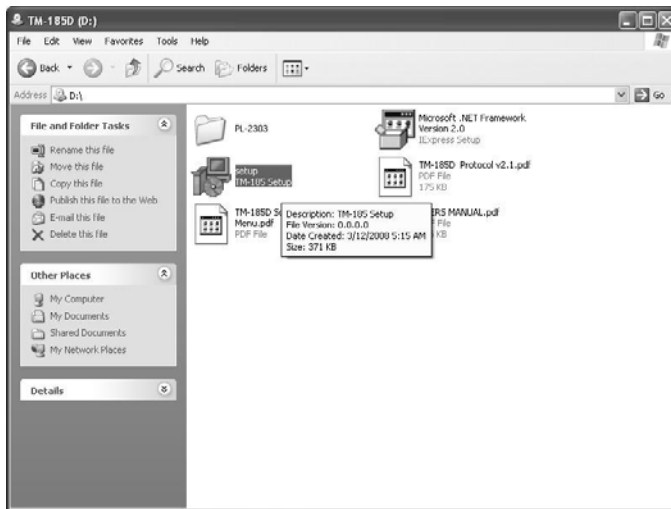 TM-185D (D:)
File Edit View Favorites Tools Help
Back Search Folders
Address D:\ Go
File and Folder Tasks
Rename this file
Move this file
Copy this file
Publish this file to the Web
E-mail this file
Delete this file
Other Places
My Computer
My Documents
Shared Documents
My Network Places
Details
PL-2303
Microsoft .NET Framework
Version 2.0
IExpress Setup
setup
TM-185 Setup
TM-185D Protocol v2.1.pdf
PDF File
175 KB
TM-185D
Menu.pdf
PDF File
ERS MANUAL.pdf
File
KB
Description: TM-185 Setup
File Version: 0.0.0.0
Date Created: 3/12/2008 5:15 AM
Size: 371 KB